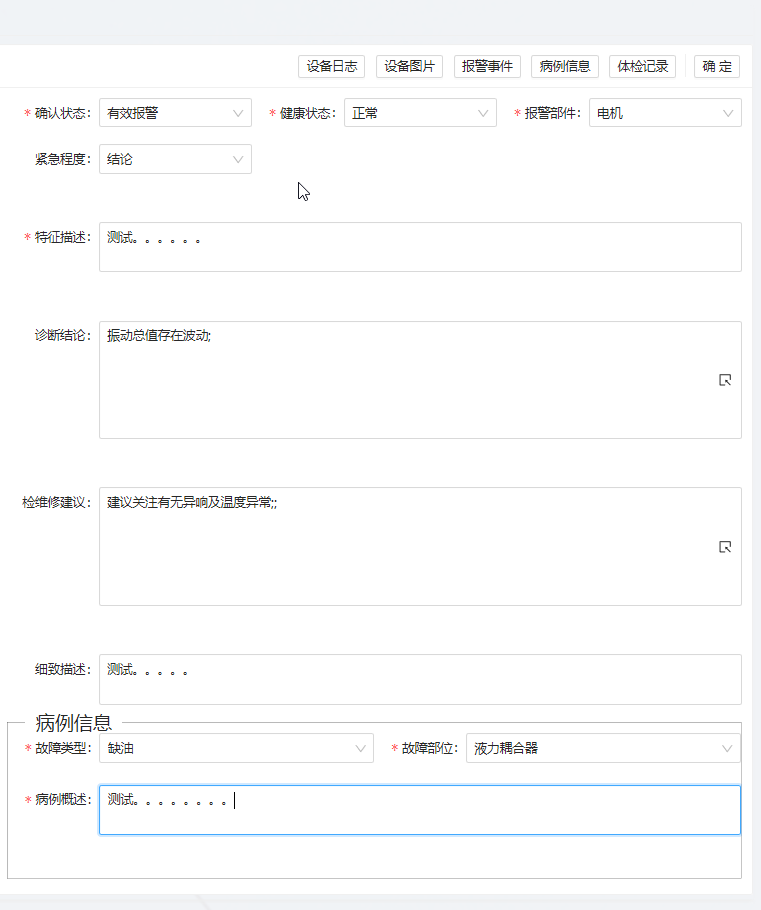 设备日志 设备图片 报警事件 病例信息 体检记录 确 定
* 确认状态: 有效报警 * 健康状态: 正常 * 报警部件: 电机
紧急程度: 结论
* 特征描述: 测试。。。。。。
诊断结论: 振动总值存在波动;
检维修建议: 建议关注有无异响及温度异常;;
细致描述: 测试。。。。。
病例信息
* 故障类型: 缺油 * 故障部位: 液力耦合器
* 病例概述: 测试。。。。。。。。